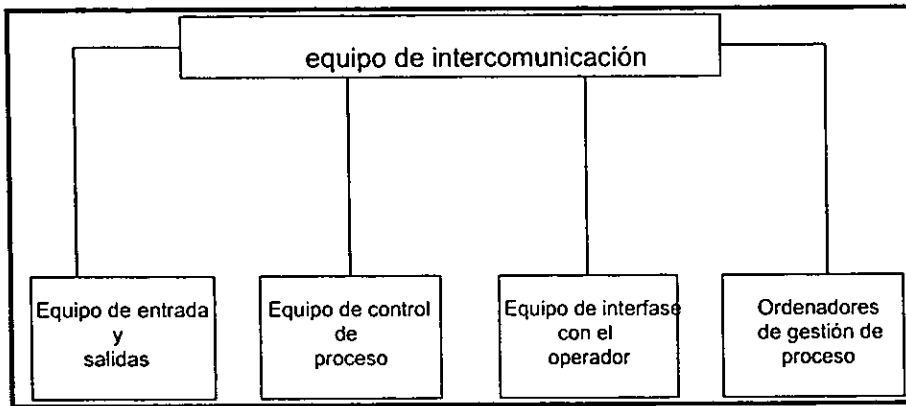 equipo de intercomunicación
Equipo de entrada
y
salidas
Equipo de control
de
proceso
Equipo de interfase
con el
operador
Ordenadores
de gestión de
proceso